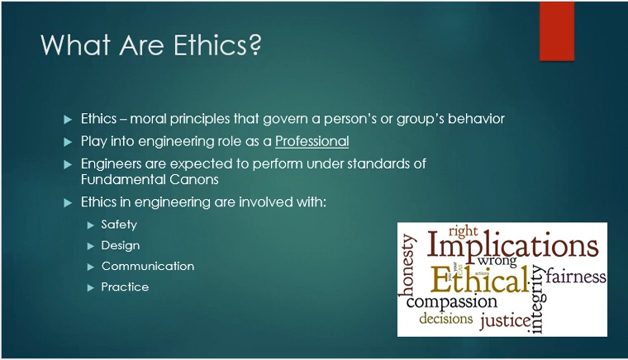 What Are Ethics?
Ethics – moral principles that govern a person's or group's behavior
Play into engineering role as a Professional
Engineers are expected to perform under standards of
Fundamental Canons
Ethics in engineering are involved with:
Safety
Design
Communication
Practice
right
honesty
Implications
wrong
Ethical
integrity
fairness
compassion
decisions
justice